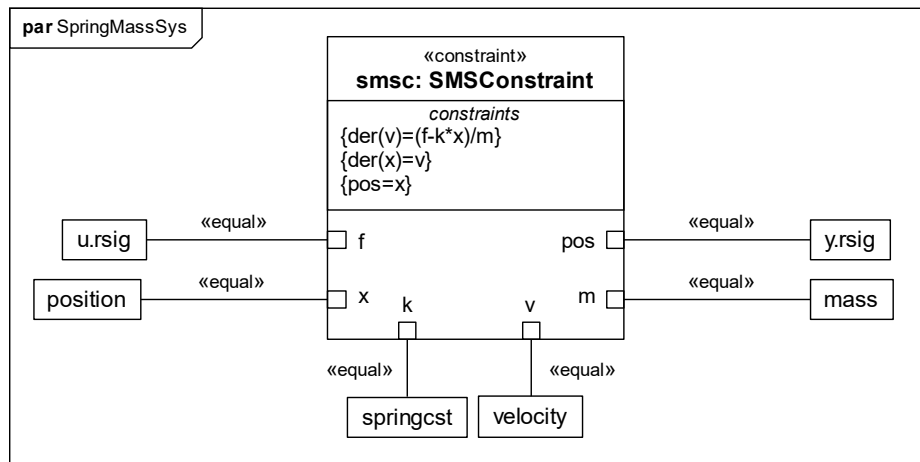 par SpringMassSys
«constraint»
smsc: SMSConstraint
constraints
{der(v)=(f-k*x)/m}
{der(x)=v}
{pos=x}
u.rsig
«equal»
f
pos
«equal»
y.rsig
position
«equal»
x
k
v
m
«equal»
mass
«equal»
«equal»
springcst
velocity